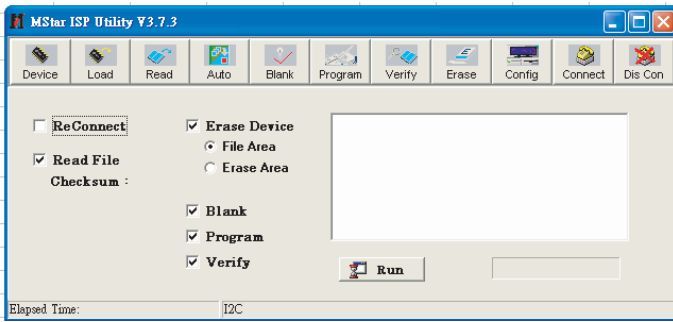 MStar ISP Utility V3.7.3
Device Load Read Auto Blank Program Verify Erase Config Connect Dis Con
ReConnect
Read File
Checksum :
Erase Device
File Area
Erase Area
Blank
Program
Verify
Run
Elapsed Time: I2C